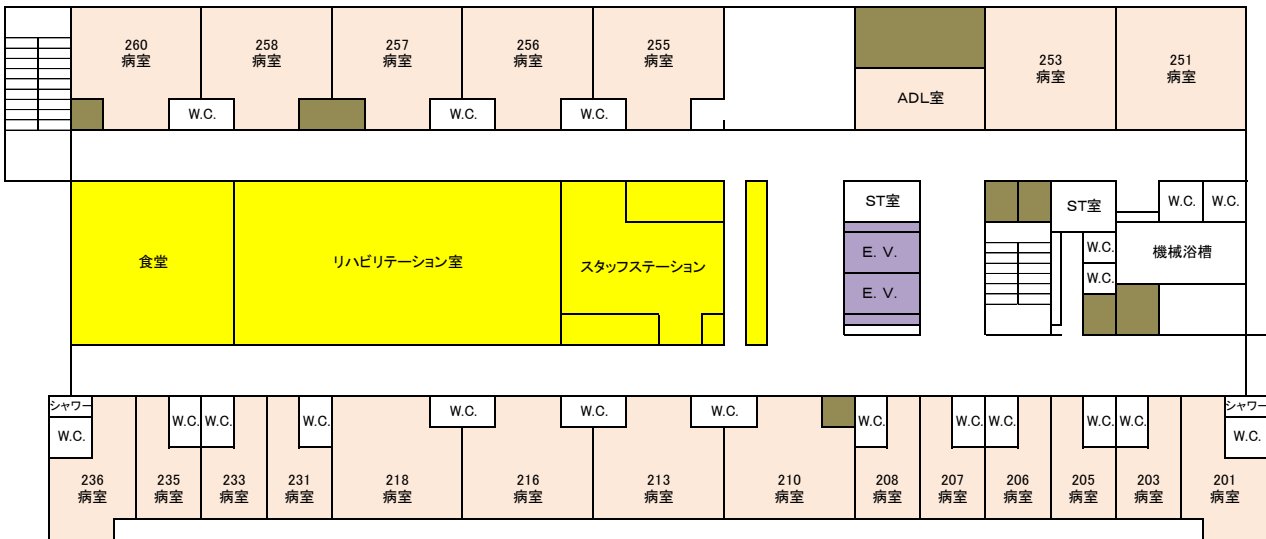 260
病室
258
病室
257
病室
256
病室
255
病室
253
病室
251
病室
ADL室
W.C.
W.C.
W.C.
食堂
リハビリテーション室
スタッフステーション
ST室
E. V.
E. V.
ST室
W.C.
W.C.
W.C.
W.C.
機械浴槽
シャワー
W.C.
W.C.
W.C.
W.C.
W.C.
W.C.
W.C.
W.C.
W.C.
W.C.
W.C.
W.C.
シャワー
W.C.
236
病室
235
病室
233
病室
231
病室
218
病室
216
病室
213
病室
210
病室
208
病室
207
病室
206
病室
205
病室
203
病室
201
病室